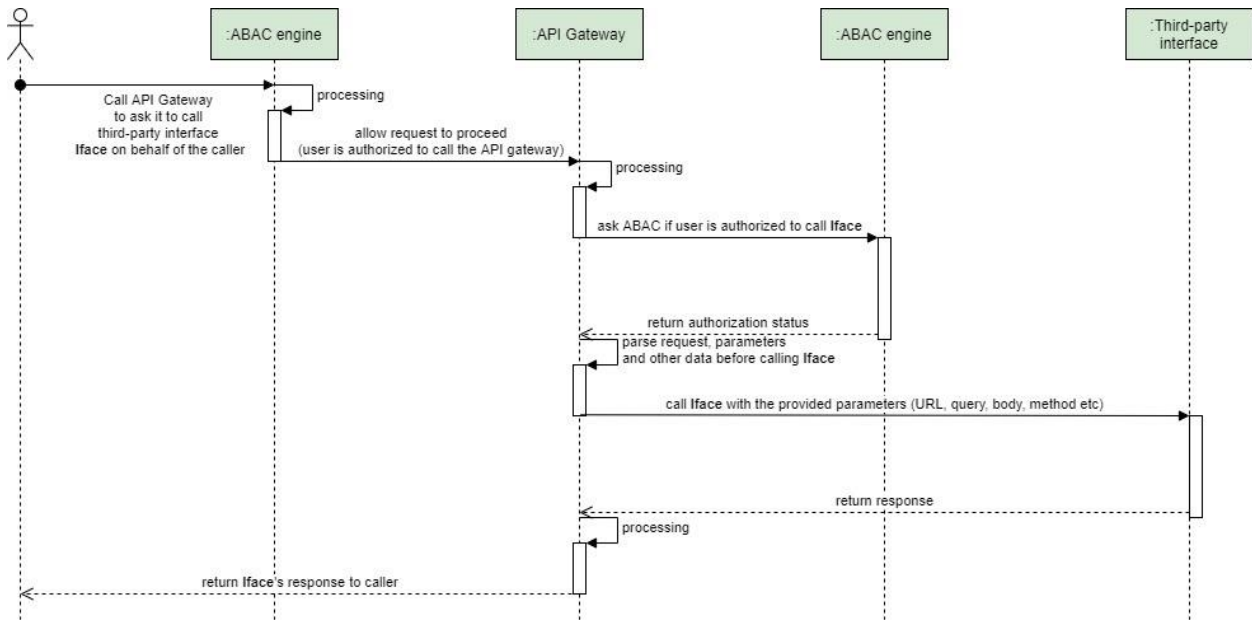 :ABAC engine
:API Gateway
:ABAC engine
:Third-party
interface
processing
Call API Gateway
to ask it to call
third-party interface
Iface on behalf of the caller
allow request to proceed
(user is authorized to call the API gateway)
processing
ask ABAC if user is authorized to call Iface
return authorization status
parse request, parameters
and other data before calling Iface
call Iface with the provided parameters (URL, query, body, method etc)
return response
processing
return Iface's response to caller